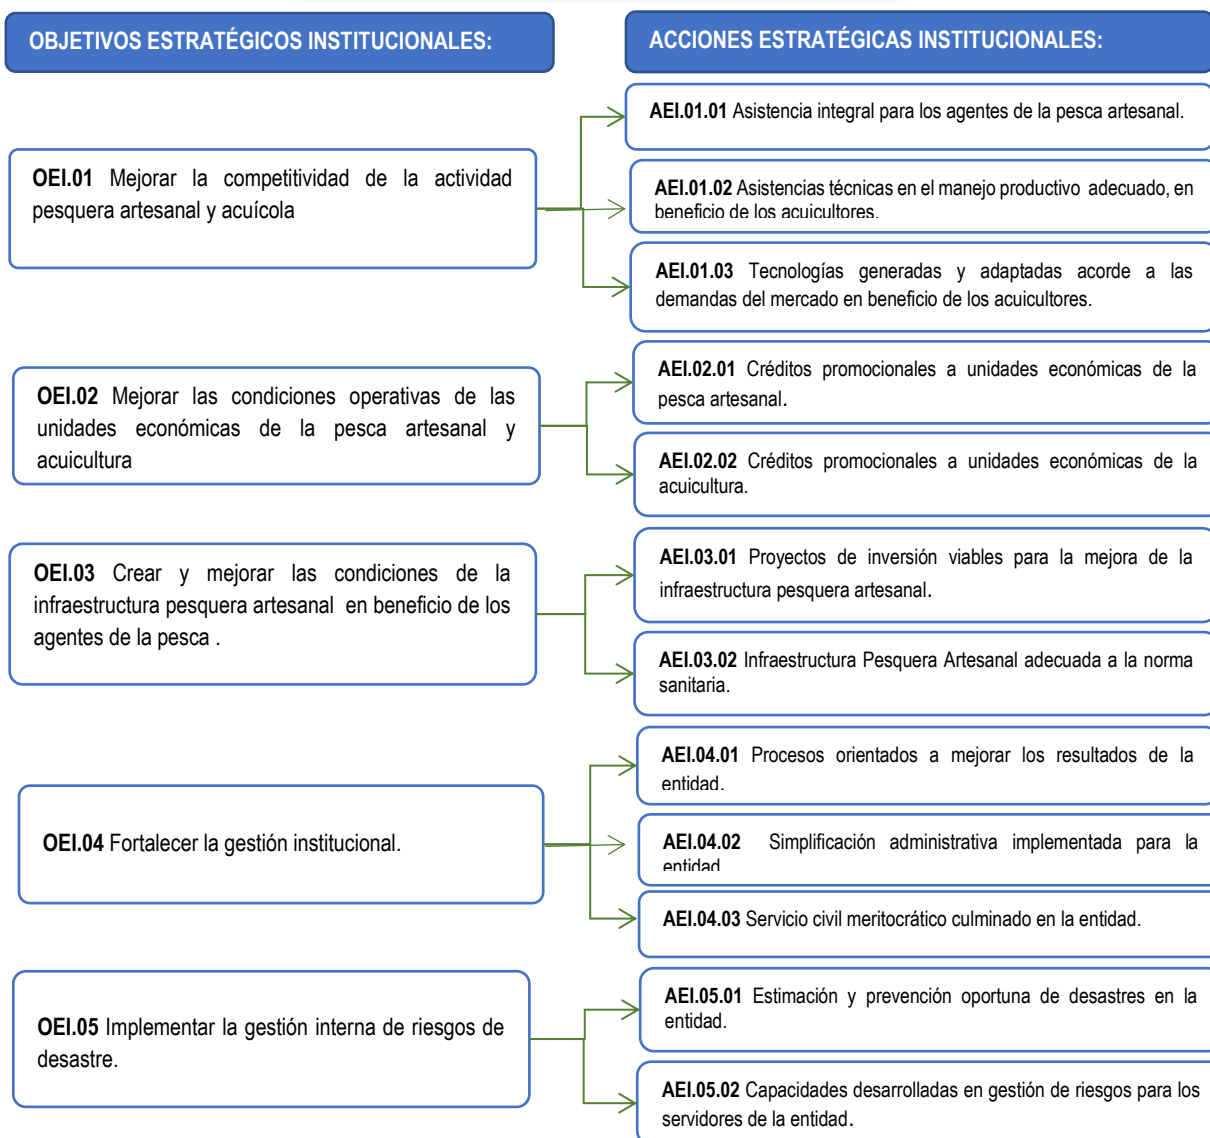 OBJETIVOS ESTRATÉGICOS INSTITUCIONALES:
ACCIONES ESTRATÉGICAS INSTITUCIONALES:
OEI.01 Mejorar la competitividad de la actividad
pesquera artesanal y acuícola
AEI.01.01 Asistencia integral para los agentes de la pesca artesanal.
AEI.01.02 Asistencias técnicas en el manejo productivo adecuado, en
beneficio de los acuicultores.
AEI.01.03 Tecnologías generadas y adaptadas acorde a las
demandas del mercado en beneficio de los acuicultores.
OEI.02 Mejorar las condiciones operativas de las
unidades económicas de la pesca artesanal y
acuicultura
AEI.02.01 Créditos promocionales a unidades económicas de la
pesca artesanal.
AEI.02.02 Créditos promocionales a unidades económicas de la
acuicultura.
OEI.03 Crear y mejorar las condiciones de la
infraestructura pesquera artesanal en beneficio de los
agentes de la pesca .
AEI.03.01 Proyectos de inversión viables para la mejora de la
infraestructura pesquera artesanal.
AEI.03.02 Infraestructura Pesquera Artesanal adecuada a la norma
sanitaria.
OEI.04 Fortalecer la gestión institucional.
AEI.04.01 Procesos orientados a mejorar los resultados de la
entidad.
AEI.04.02 Simplificación administrativa implementada para la
entidad
AEI.04.03 Servicio civil meritocrático culminado en la entidad.
OEI.05 Implementar la gestión interna de riesgos de
desastre.
AEI.05.01 Estimación y prevención oportuna de desastres en la
entidad.
AEI.05.02 Capacidades desarrolladas en gestión de riesgos para los
servidores de la entidad.